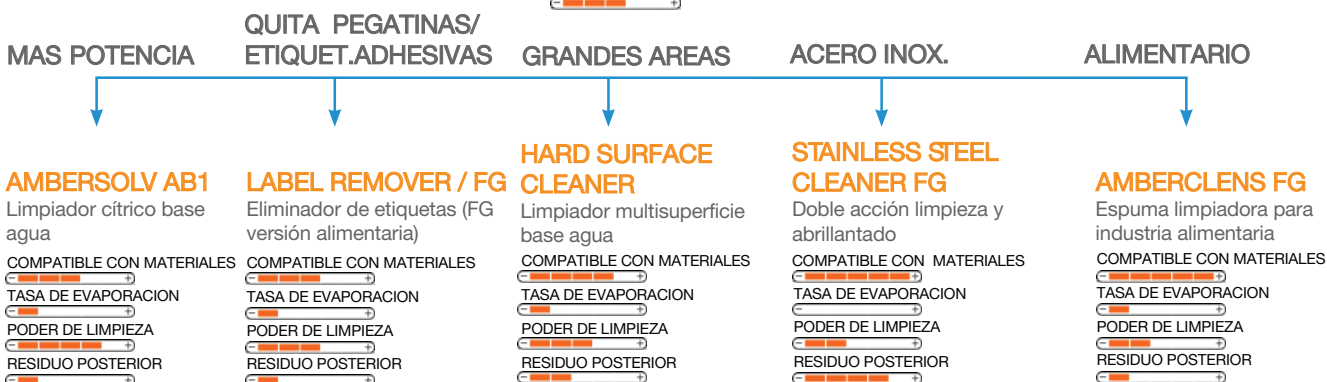 MAS POTENCIA
QUITA PEGATINAS/
ETIQUET.ADHESIVAS
GRANDES AREAS
ACERO INOX.
ALIMENTARIO
AMBERSOLV AB1
Limpiador cítrico base
agua
COMPATIBLE CON MATERIALES
- +
TASA DE EVAPORACION
- +
PODER DE LIMPIEZA
- +
RESIDUO POSTERIOR
- +
LABEL REMOVER / FG
Eliminador de etiquetas (FG
versión alimentaria)
COMPATIBLE CON MATERIALES
- +
TASA DE EVAPORACION
- +
PODER DE LIMPIEZA
- +
RESIDUO POSTERIOR
- +
HARD SURFACE
CLEANER
Limpiador multisuperficie
base agua
COMPATIBLE CON MATERIALES
- +
TASA DE EVAPORACION
- +
PODER DE LIMPIEZA
- +
RESIDUO POSTERIOR
- +
STAINLESS STEEL
CLEANER FG
Doble acción limpieza y
abrillantado
COMPATIBLE CON MATERIALES
- +
TASA DE EVAPORACION
- +
PODER DE LIMPIEZA
- +
RESIDUO POSTERIOR
- +
AMBERCLENS FG
Espuma limpiadora para
industria alimentaria
COMPATIBLE CON MATERIALES
- +
TASA DE EVAPORACION
- +
PODER DE LIMPIEZA
- +
RESIDUO POSTERIOR
- +